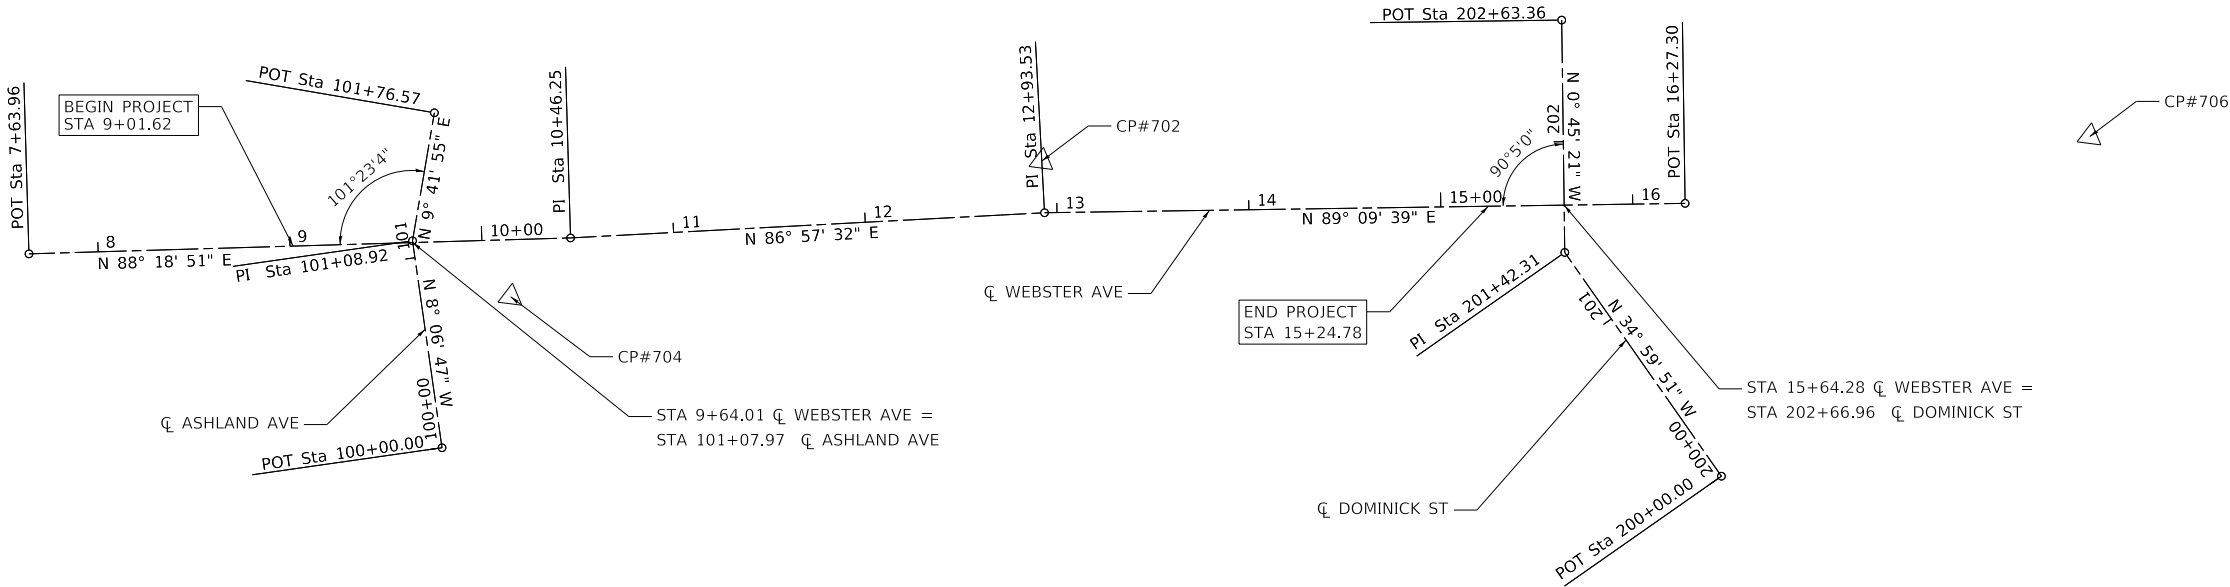 POT Sta 202+63.36
POT Sta 7+63.96
BEGIN PROJECT
STA 9+01.62
POT Sta 101+76.57
101°23'4"
N 9° 41' 55" E
101
PI Sta 10+46.25
PI Sta 12+93.53
CP#702
N 0° 45' 21" W
202
90°5'0"
POT Sta 16+27.30
CP#706
8
9
10+00
11
12
13
14
15+00
16
N 88° 18' 51" E
PI Sta 101+08.92
N 86° 57' 32" E
N 89° 09' 39" E
℄ WEBSTER AVE
END PROJECT
STA 15+24.78
PI Sta 201+42.31
201
N 34° 59' 51" W
200+00
POT Sta 200+00.00
℄ DOMINICK ST
STA 15+64.28 ℄ WEBSTER AVE =
STA 202+66.96 ℄ DOMINICK ST
CP#704
N 8° 06' 47" W
100+00
℄ ASHLAND AVE
POT Sta 100+00.00
STA 9+64.01 ℄ WEBSTER AVE =
STA 101+07.97 ℄ ASHLAND AVE